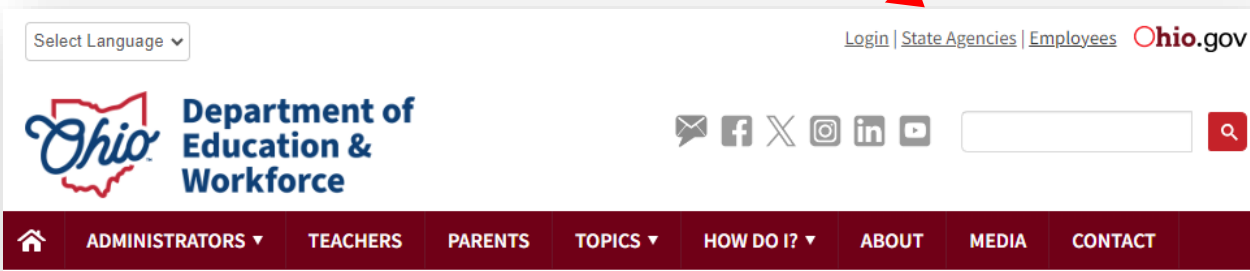 Select Language
Login | State Agencies | Employees Ohio.gov
Ohio
Department of
Education &
Workforce
ADMINISTRATORS ▼ TEACHERS PARENTS TOPICS ▼ HOW DO I? ▼ ABOUT MEDIA CONTACT